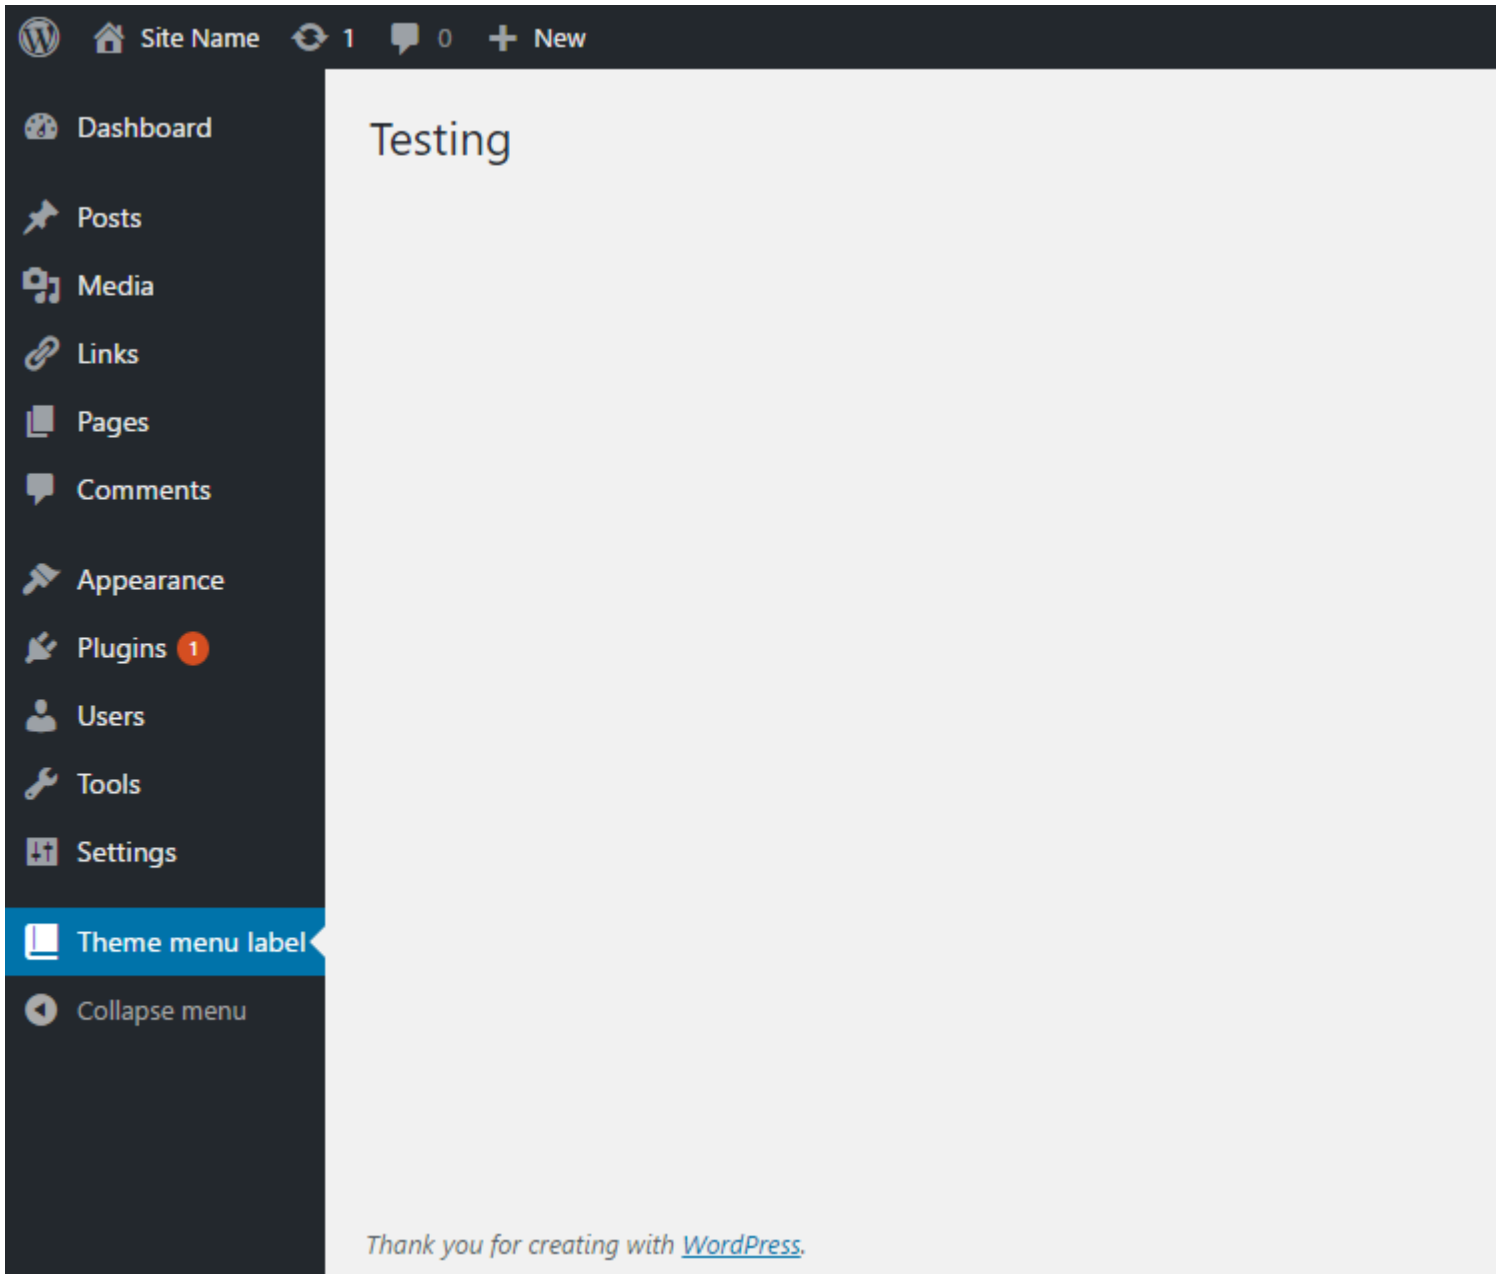 Site Name 1 0 New
Dashboard
Testing
Posts
Media
Links
Pages
Comments
Appearance
Plugins 1
Users
Tools
Settings
Theme menu label
Collapse menu
Thank you for creating with WordPress.